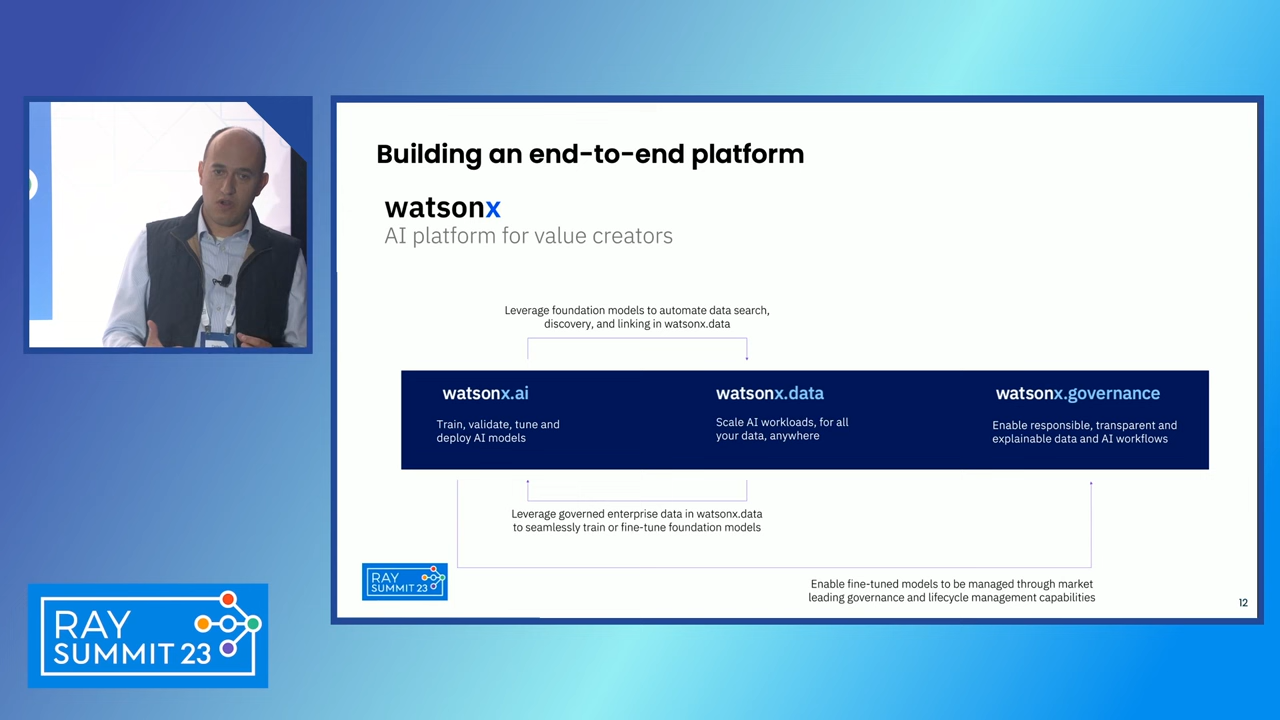 Building an end-to-end platform
watsonx
AI platform for value creators
Leverage foundation models to automate data search,
discovery, and linking in watsonx.data
watsonx.ai
Train, validate, tune and
deploy AI models
watsonx.data
Scale AI workloads, for all
your data, anywhere
watsonx.governance
Enable responsible, transparent and
explainable data and AI workflows
Leverage governed enterprise data in watsonx.data
to seamlessly train or fine-tune foundation models
Enable fine-tuned models to be managed through market
leading governance and lifecycle management capabilities
RAY
SUMMIT 23
12
RAY
SUMMIT 23